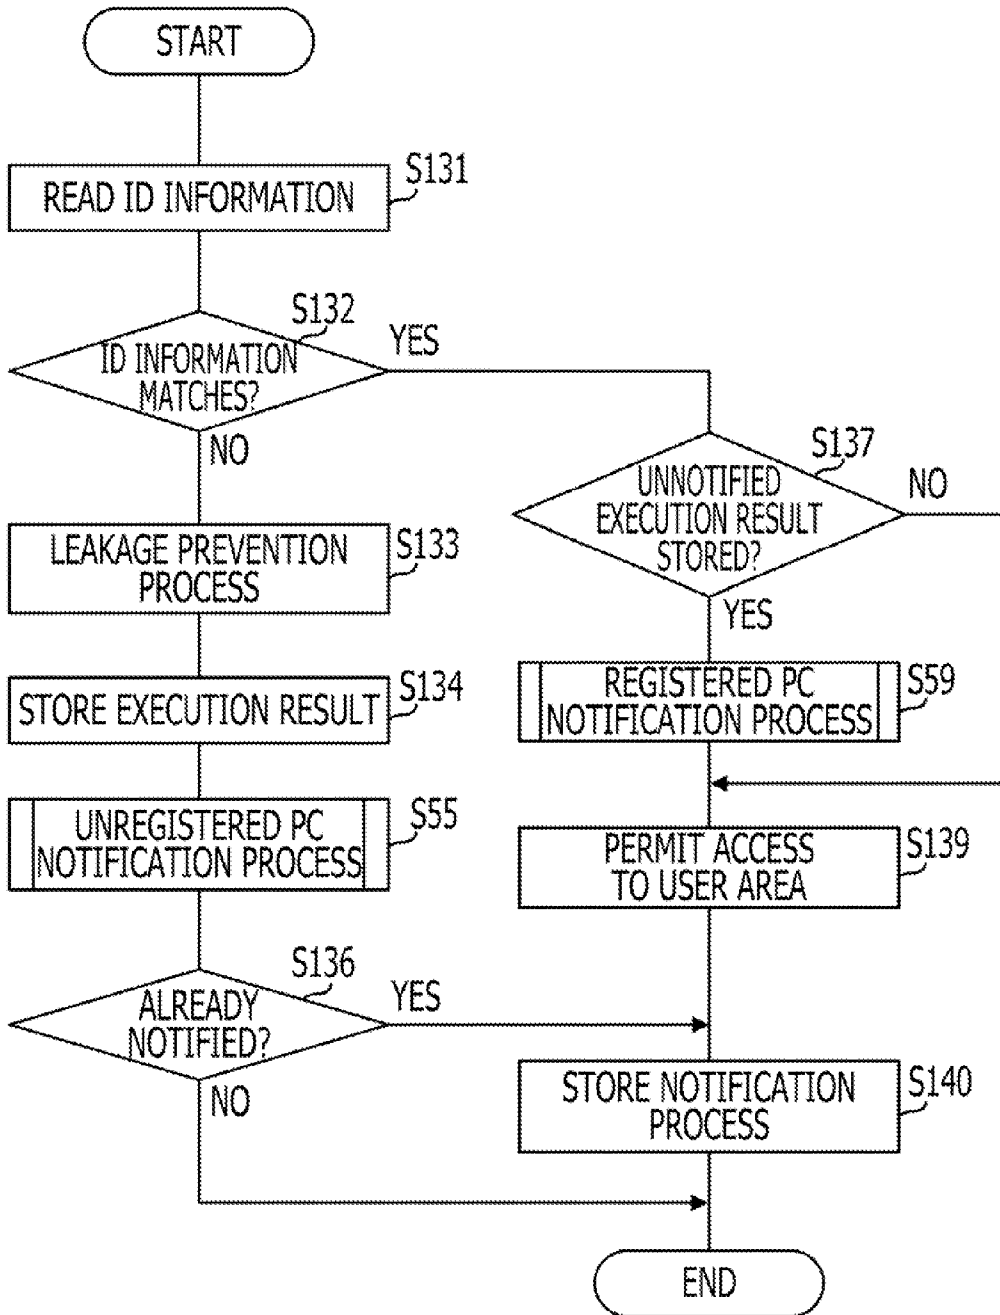 START
READ ID INFORMATION
S131
ID INFORMATION
MATCHES?
S132
YES
NO
LEAKAGE PREVENTION
PROCESS
S133
STORE EXECUTION RESULT
S134
UNREGISTERED PC
NOTIFICATION PROCESS
S55
ALREADY
NOTIFIED?
S136
YES
NO
UNNOTIFIED
EXECUTION RESULT
STORED?
S137
NO
YES
REGISTERED PC
NOTIFICATION PROCESS
S59
PERMIT ACCESS
TO USER AREA
S139
STORE NOTIFICATION
PROCESS
S140
END